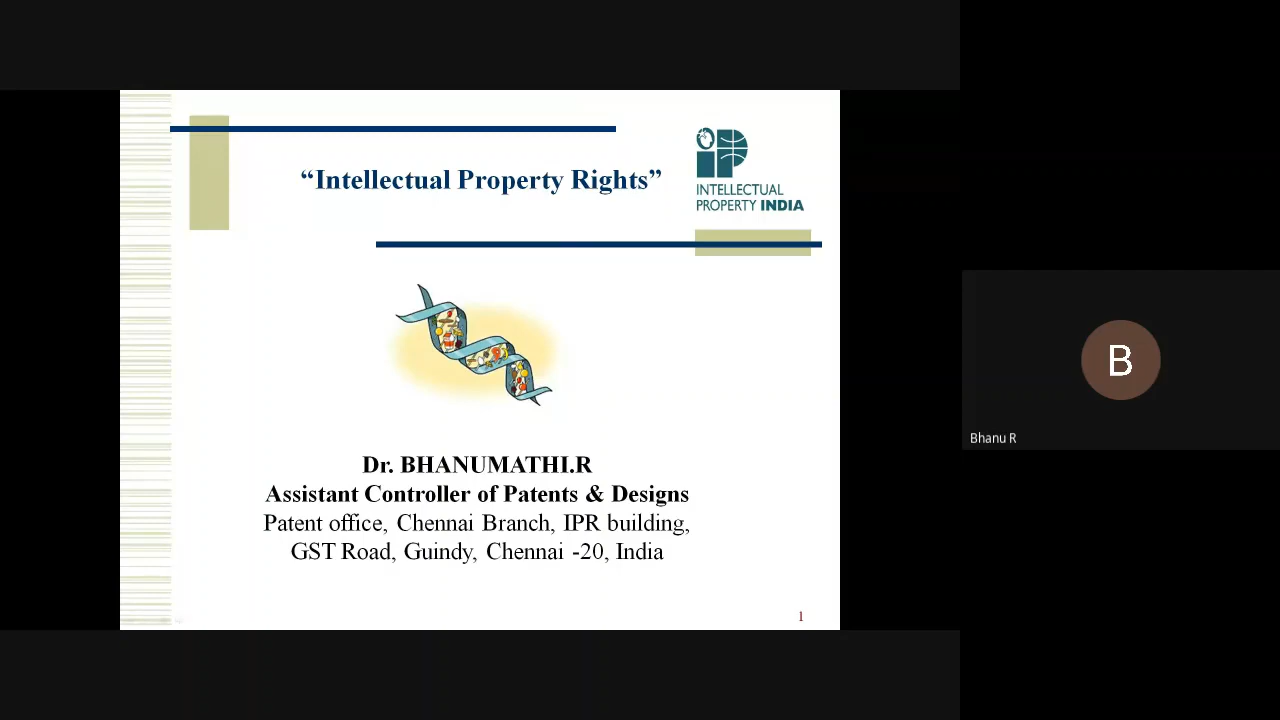 “Intellectual Property Rights”
iP
INTELLECTUAL
PROPERTY INDIA
Dr. BHANUMATHI.R
Assistant Controller of Patents & Designs
Patent office, Chennai Branch, IPR building,
GST Road, Guindy, Chennai -20, India
1
B
Bhanu R